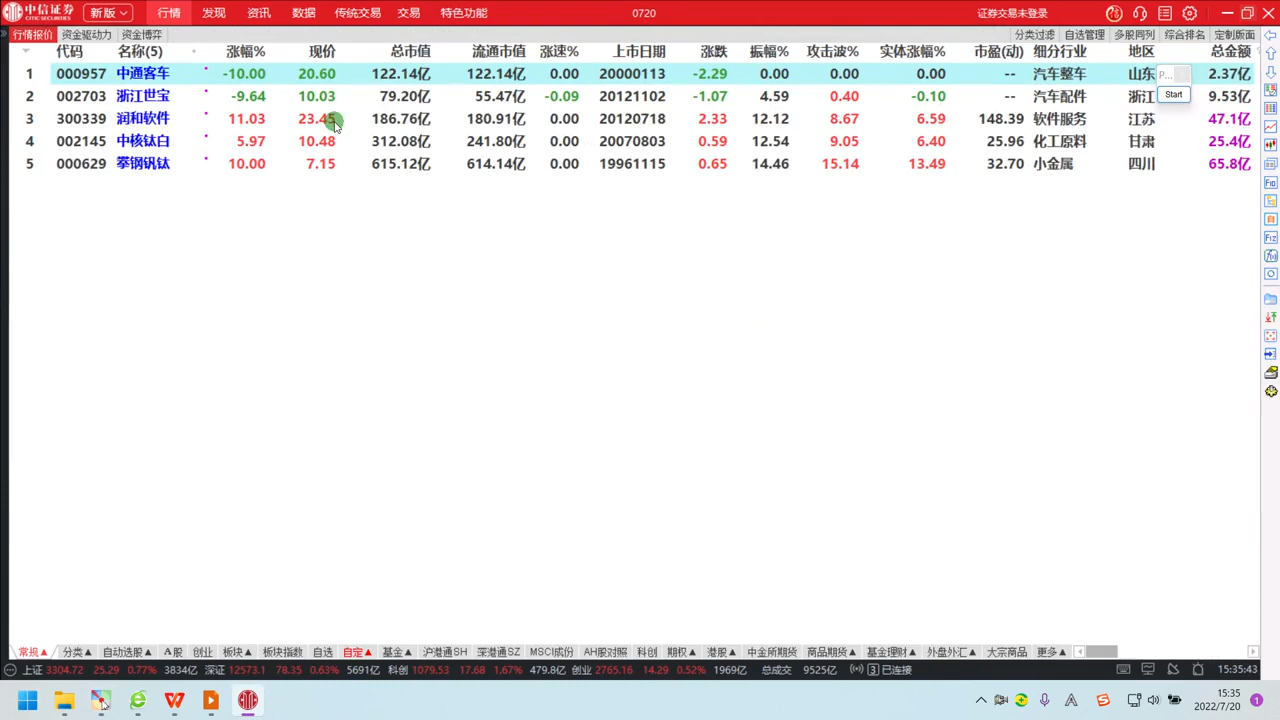 中信证券 CITIC SECURITIES 新版 行情 发现 资讯 数据 传统交易 交易 特色功能 0720 证券交易未登录
行情报价 资金驱动力 资金博弈 分类过滤 自选管理 多股同列 综合排名 定制版面
代码 名称(5) 涨幅% 现价 总市值 流通市值 涨速% 上市日期 涨跌 振幅% 攻击波% 实体涨幅% 市盈(动) 细分行业 地区 总金额
1 000957 中通客车 -10.00 20.60 122.14亿 122.14亿 0.00 20000113 -2.29 0.00 0.00 0.00 -- 汽车整车 山东 2.37亿
P...
Start
2 002703 浙江世宝 -9.64 10.03 79.20亿 55.47亿 -0.09 20121102 -1.07 4.59 0.40 -0.10 -- 汽车配件 浙江 9.53亿
3 300339 润和软件 11.03 23.45 186.76亿 180.91亿 0.00 20120718 2.33 12.12 8.67 6.59 148.39 软件服务 江苏 47.1亿
4 002145 中核钛白 5.97 10.48 312.08亿 241.80亿 0.00 20070803 0.59 12.54 9.05 6.40 25.96 化工原料 甘肃 25.4亿
5 000629 攀钢钒钛 10.00 7.15 615.12亿 614.14亿 0.00 19961115 0.65 14.46 15.14 13.49 32.70 小金属 四川 65.8亿
常规▲ 分类▲ 自动选股▲ A股 创业 板块▲ 板块指数 自选 自定▲ 基金▲ 沪港通SH 深港通SZ MSCI成份 AH股对照 科创 期权▲ 港股▲ 中金所期货 商品期货▲ 基金理财▲ 外盘外汇▲ 大宗商品 更多▲
上证 3304.72 25.29 0.77% 3834亿 深证 12573.1 78.35 0.63% 5691亿 科创 1079.53 17.68 1.67% 479.8亿 创业 2765.16 14.29 0.52% 1969亿 总成交 9525亿 3 已连接 15:35:43
15:35
2022/7/20
1